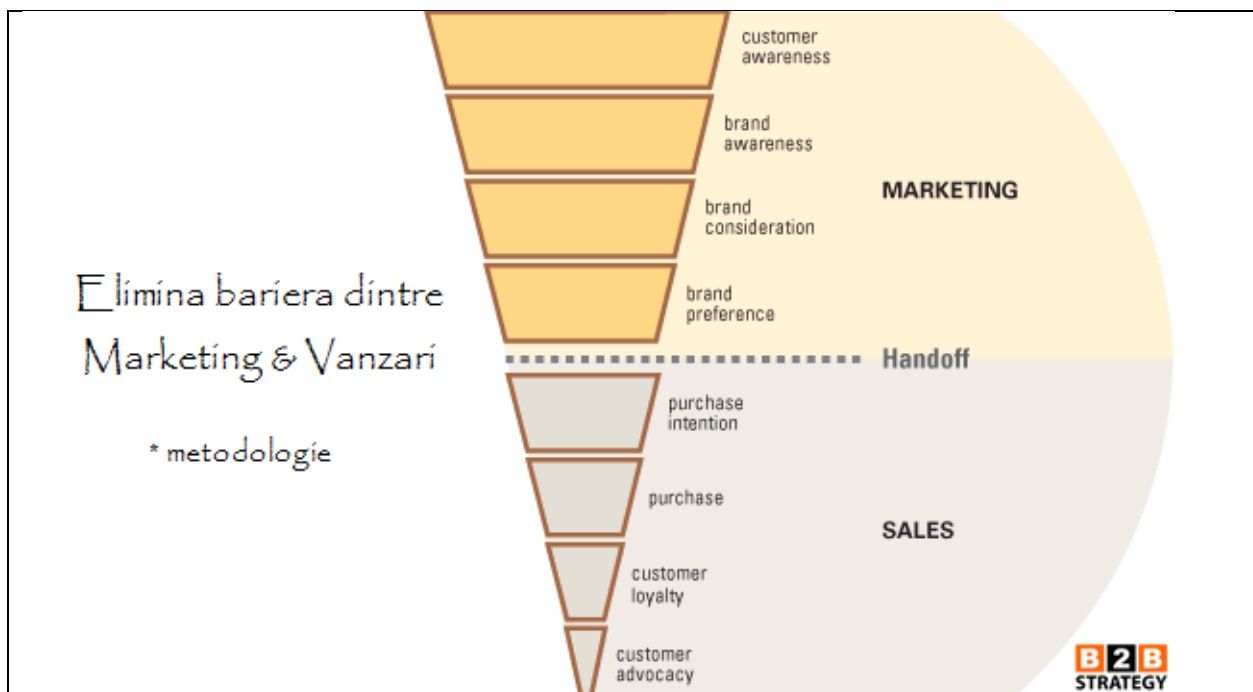 customer
awareness
brand
awareness
brand
consideration
MARKETING
Elimina bariera dintre
Marketing & Vanzari
* metodologie
brand
preference
Handoff
purchase
intention
purchase
SALES
customer
loyalty
customer
advocacy
B2B
STRATEGY